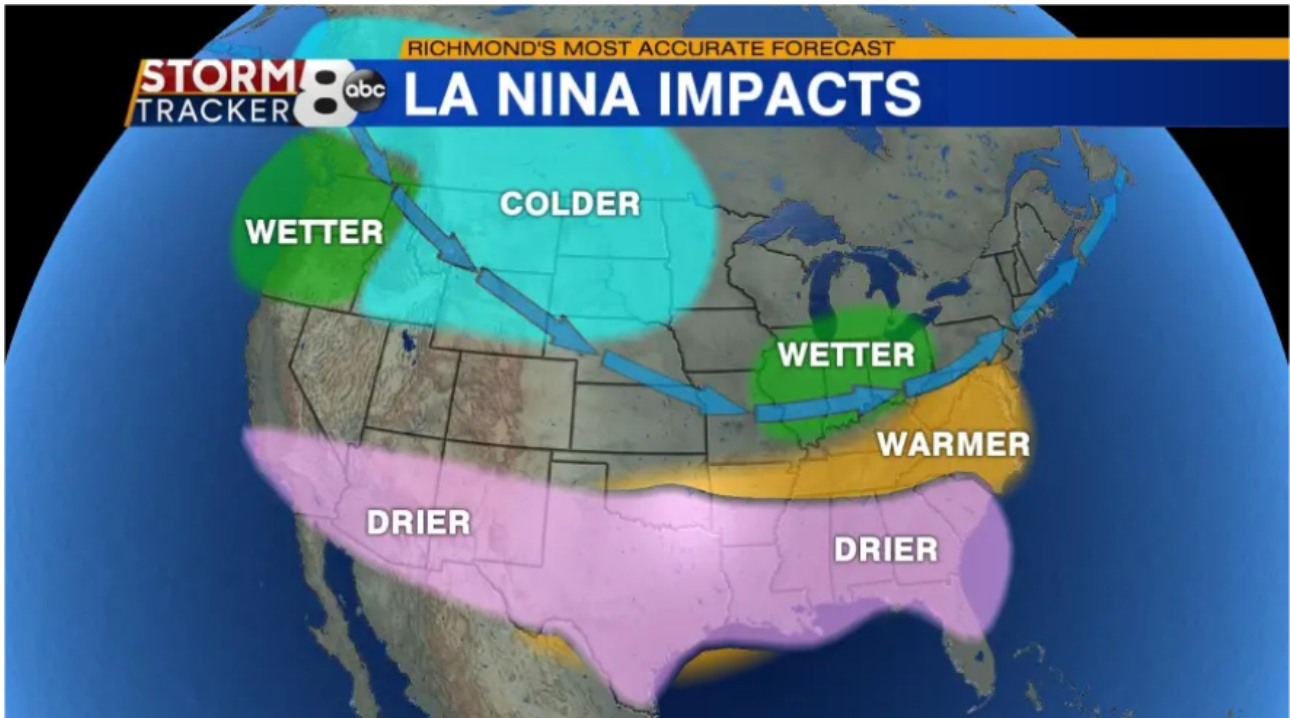 RICHMOND'S MOST ACCURATE FORECAST
STORM
TRACKER 8 abc
LA NINA IMPACTS
COLDER
WETTER
WETTER
WARMER
DRIER
DRIER